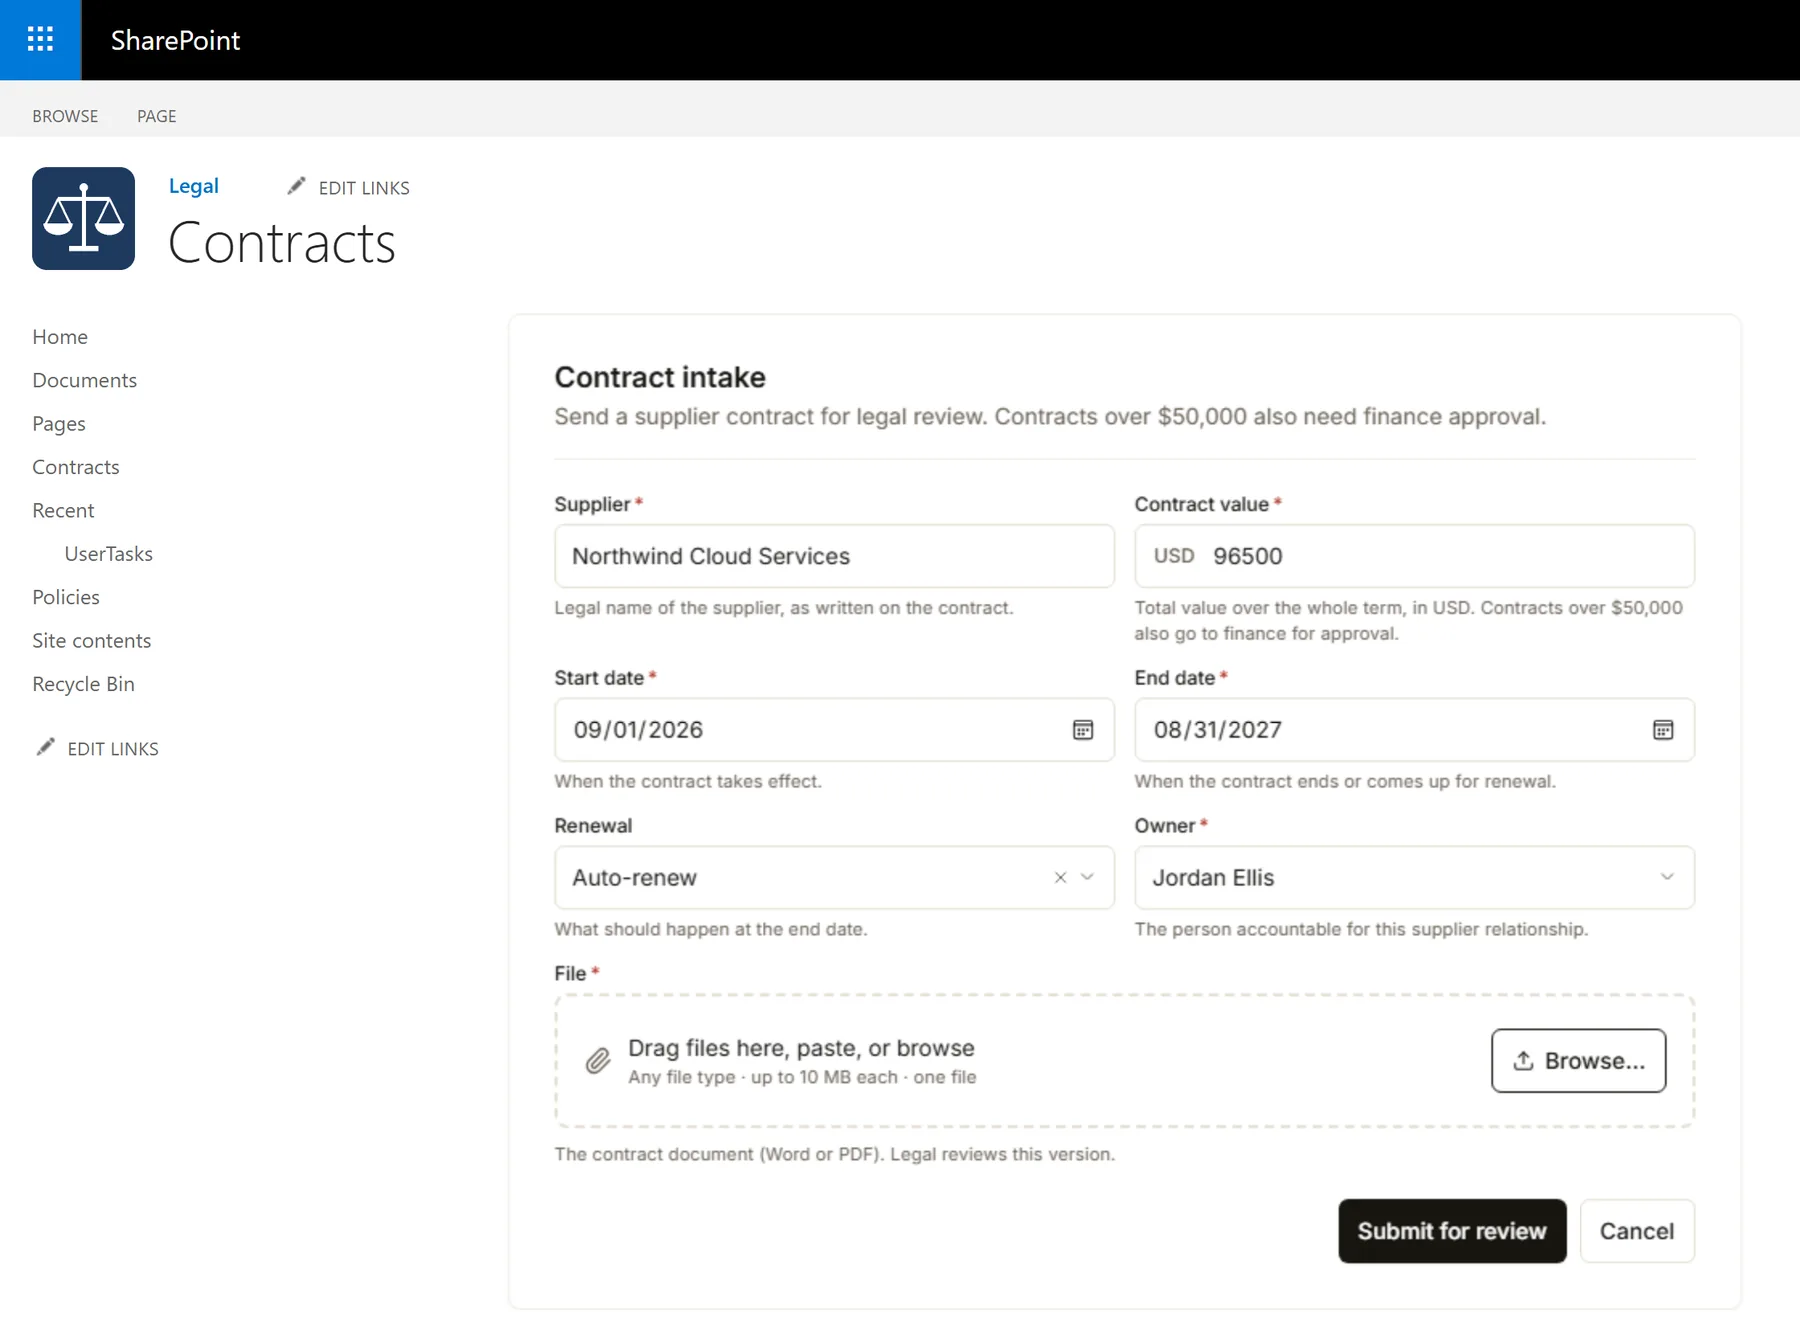 SharePoint
BROWSE PAGE
Legal EDIT LINKS
Contracts
Home
Documents
Pages
Contracts
Recent
UserTasks
Policies
Site contents
Recycle Bin
EDIT LINKS
Contract intake
Send a supplier contract for legal review. Contracts over $50,000 also need finance approval.
Supplier *
Northwind Cloud Services
Legal name of the supplier, as written on the contract.
Contract value *
USD 96500
Total value over the whole term, in USD. Contracts over $50,000
also go to finance for approval.
Start date *
09/01/2026
When the contract takes effect.
End date *
08/31/2027
When the contract ends or comes up for renewal.
Renewal
Auto-renew
What should happen at the end date.
Owner *
Jordan Ellis
The person accountable for this supplier relationship.
File *
Drag files here, paste, or browse
Any file type · up to 10 MB each · one file
Browse...
The contract document (Word or PDF). Legal reviews this version.
Submit for review
Cancel